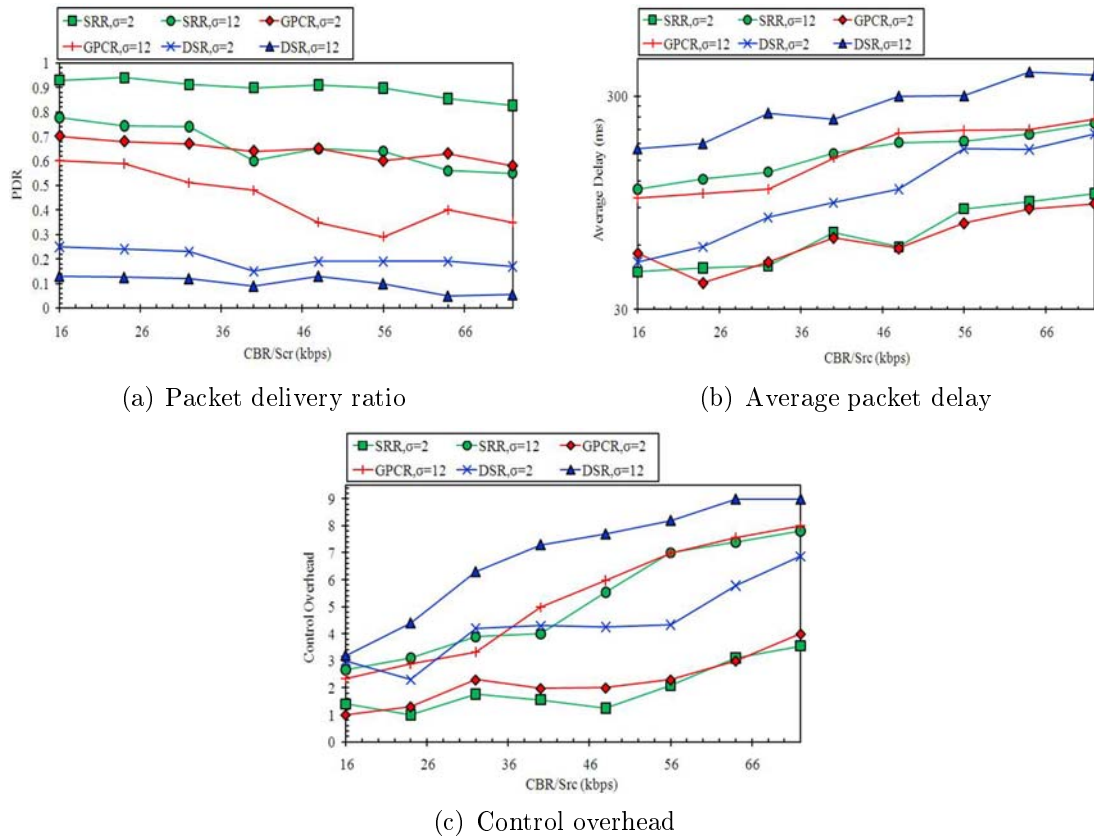 SRR,σ=2 SRR,σ=12 GPCR,σ=2
GPCR,σ=12 DSR,σ=2 DSR,σ=12
1
0.9
0.8
0.7
0.6
0.5
0.4
0.3
0.2
0.1
0
PDR
16 26 36 46 56 66
CBR/Scr (kbps)
(a) Packet delivery ratio
SRR,σ=2 SRR,σ=12 GPCR,σ=2
GPCR,σ=12 DSR,σ=2 DSR,σ=12
300
30
Average Delay (ms)
16 26 36 46 56 66
CBR/Src (kbps)
(b) Average packet delay
SRR,σ=2 SRR,σ=12 GPCR,σ=2
GPCR,σ=12 DSR,σ=2 DSR,σ=12
9
8
7
6
5
4
3
2
1
0
Control Overhead
16 26 36 46 56 66
CBR/Src (kbps)
(c) Control overhead